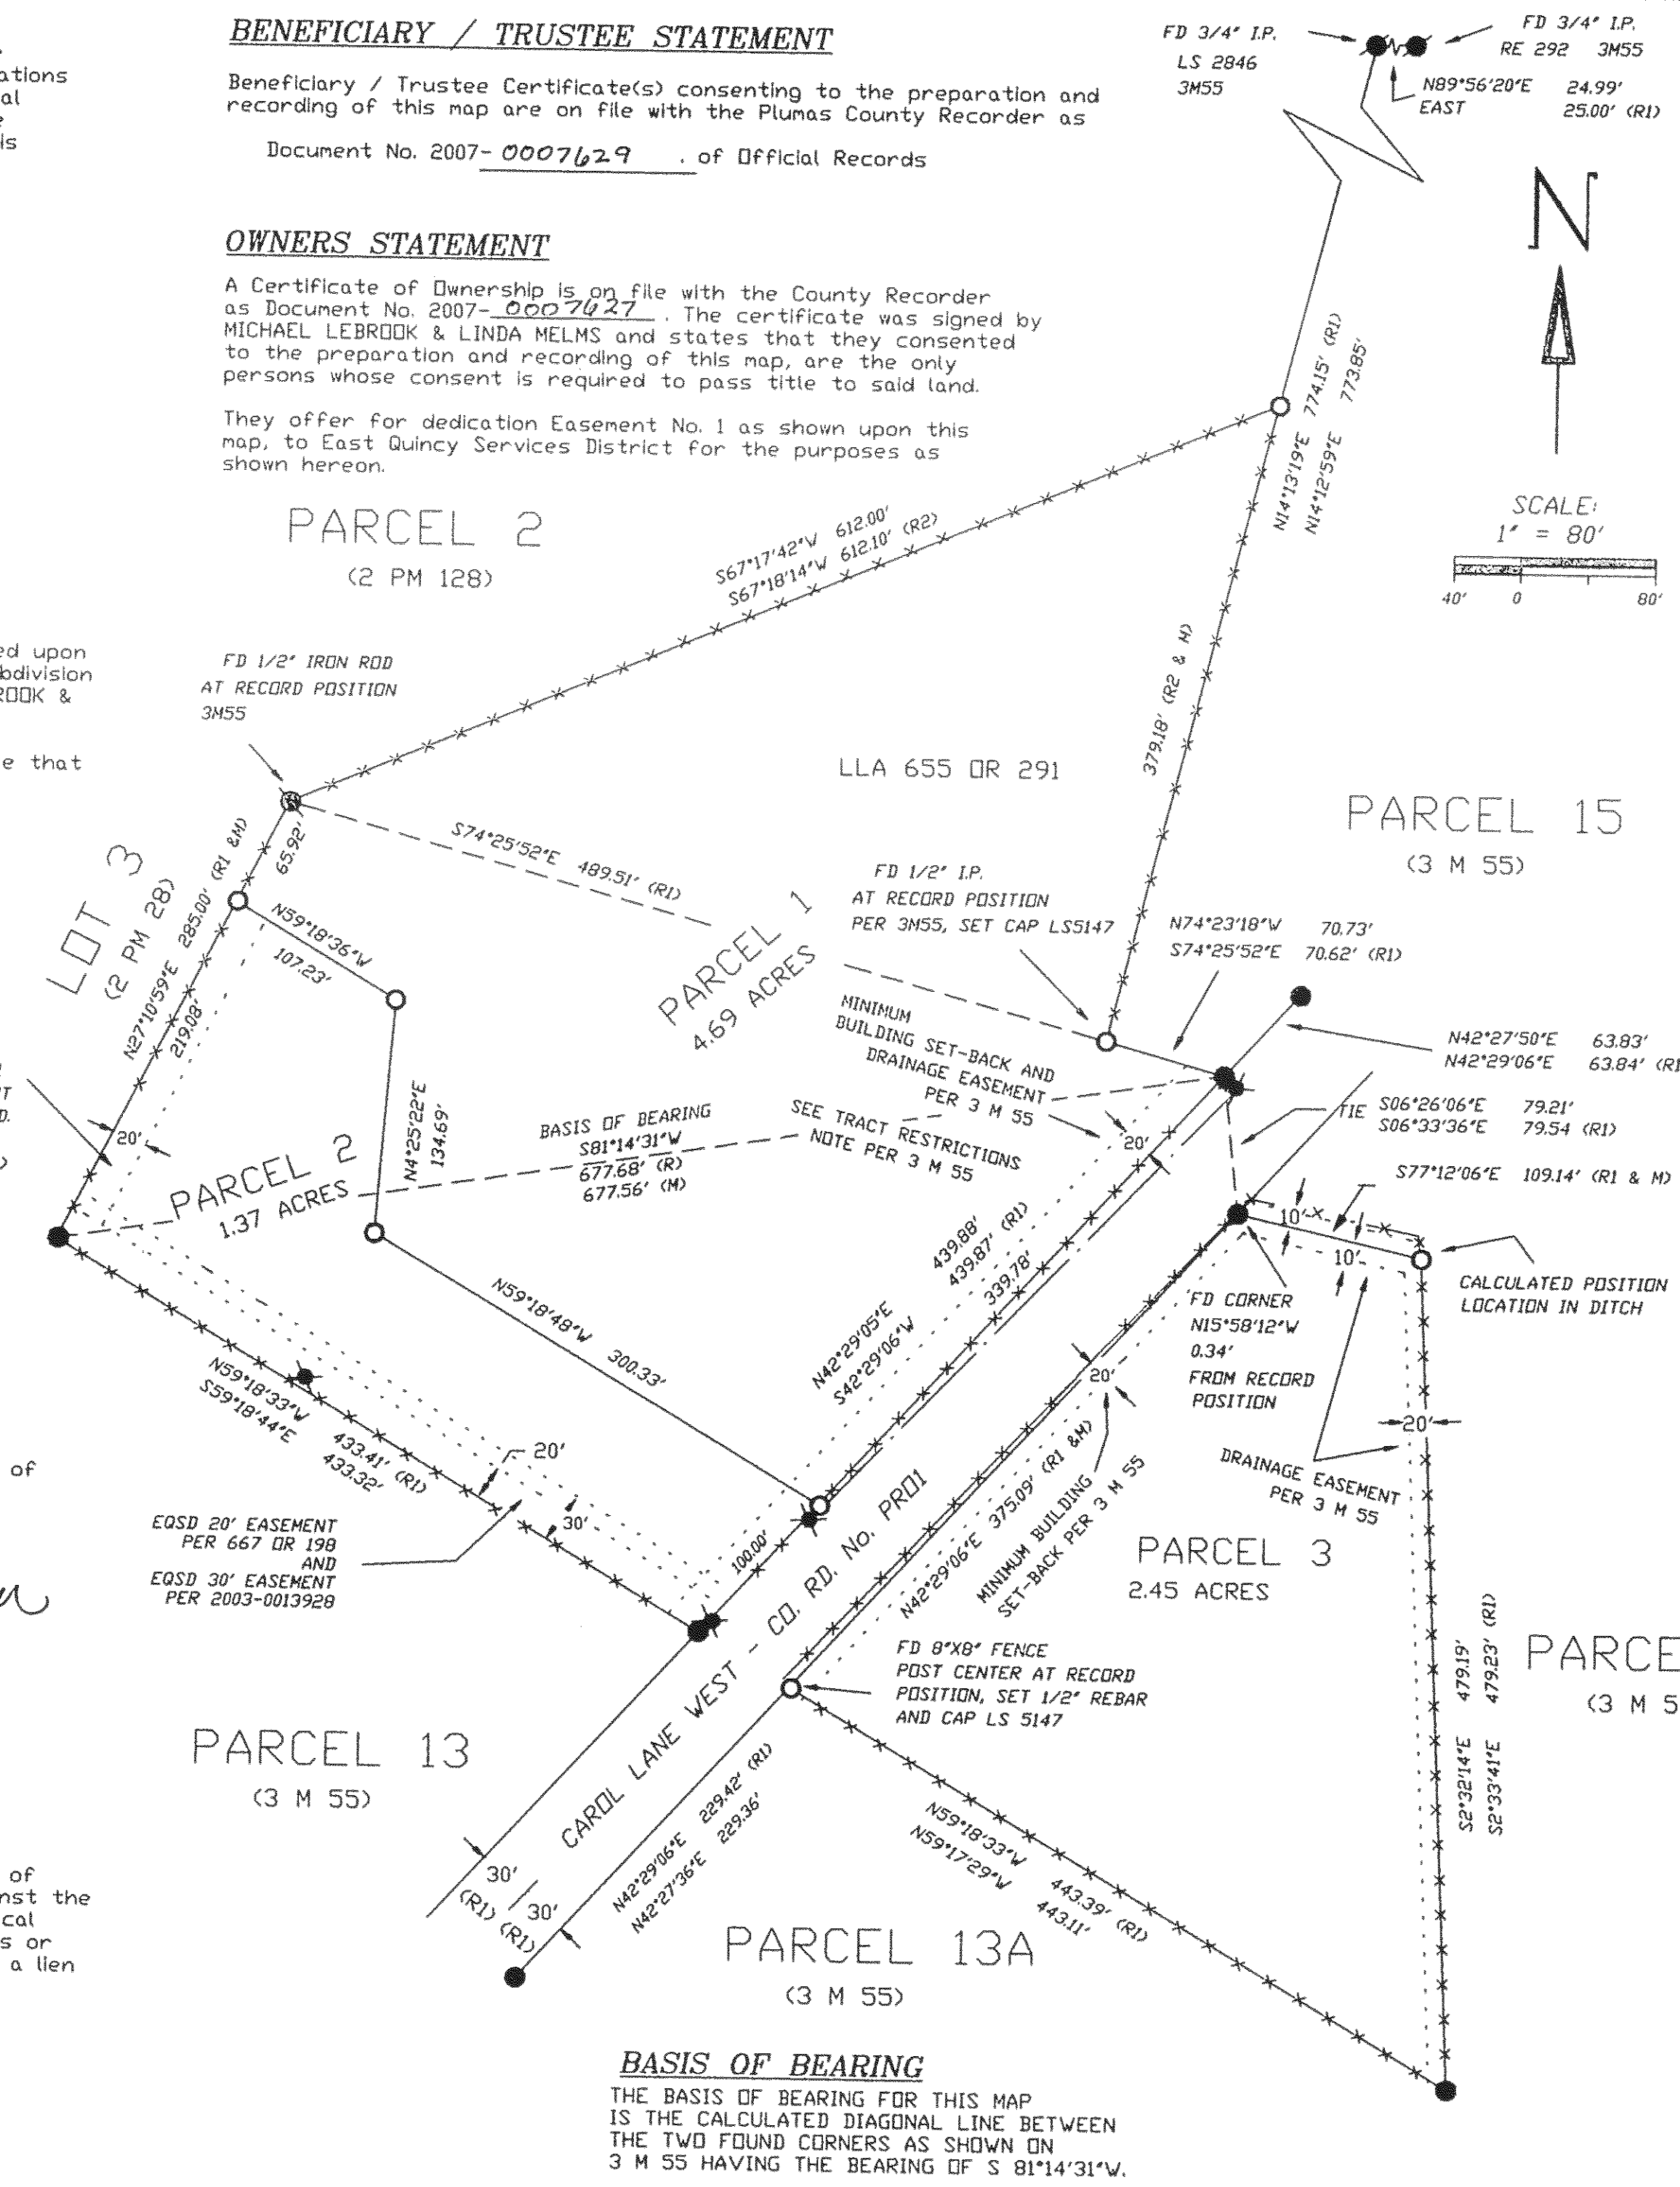 BENEFICIARY / TRUSTEE STATEMENT
Beneficiary / Trustee Certificate(s) consenting to the preparation and
recording of this map are on file with the Plumas County Recorder as
Document No. 2007- 0007629 . of Official Records
OWNERS STATEMENT
A Certificate of Ownership is on file with the County Recorder
as Document No. 2007- 0007627 . The certificate was signed by
MICHAEL LEBROOK & LINDA MELMS and states that they consented
to the preparation and recording of this map, are the only
persons whose consent is required to pass title to said land.
They offer for dedication Easement No. 1 as shown upon this
map, to East Quincy Services District for the purposes as
shown hereon.
ations
al
ls
ed upon
bdivision
ROOK &
e that
of
of
nst the
cal
s or
a lien
FD 3/4" I.P.
LS 2846
3M55
FD 3/4" I.P.
RE 292 3M55
N89°56'20"E 24.99'
EAST 25.00' (R1)
N
SCALE:
1" = 80'
40' 0 80'
N14°13'19"E 774.15' (R1)
N14°12'59"E 773.85'
PARCEL 2
(2 PM 128)
S67°17'42"W 612.00'
S67°18'14"W 612.10' (R2)
379.18' (R2 & M)
FD 1/2" IRON ROD
AT RECORD POSITION
3M55
LLA 655 OR 291
PARCEL 15
(3 M 55)
S74°25'52"E 489.51' (R1)
LOT 3
(2 PM 28)
N27°10'59"E 285.00' (R1 &M)
65.92'
219.08'
N59°18'36"W
107.23'
PARCEL 1
4.69 ACRES
FD 1/2" I.P.
AT RECORD POSITION
PER 3M55, SET CAP LS5147
N74°23'18"W 70.73'
S74°25'52"E 70.62' (R1)
MINIMUM
BUILDING SET-BACK AND
DRAINAGE EASEMENT
PER 3 M 55
20'
N42°27'50"E 63.83'
N42°29'06"E 63.84' (R1
TIE S06°26'06"E 79.21'
S06°33'36"E 79.54 (R1)
S77°12'06"E 109.14' (R1 & M)
N4°25'22"E
134.69'
BASIS OF BEARING
S81°14'31"W
677.68' (R)
677.56' (M)
SEE TRACT RESTRICTIONS
NOTE PER 3 M 55
20'
PARCEL 2
1.37 ACRES
10'
10'
CALCULATED POSITION
LOCATION IN DITCH
FD CORNER
N15°58'12"W
0.34'
FROM RECORD
POSITION
N59°18'48"W 300.33'
439.88'
439.87' (R1)
339.78'
N42°29'05"E
S42°29'06"W
20'
20'
DRAINAGE EASEMENT
PER 3 M 55
N59°18'33"W 433.41' (R1)
S59°18'44"E 433.32'
20'
30'
EQSD 20' EASEMENT
PER 667 OR 198
AND
EQSD 30' EASEMENT
PER 2003-0013928
100.00'
CAROL LANE WEST - CO. RD. No. PR01
N42°29'06"E 375.09' (R1 &M)
MINIMUM BUILDING
SET-BACK PER 3 M 55
PARCEL 3
2.45 ACRES
FD 8"X8" FENCE
POST CENTER AT RECORD
POSITION, SET 1/2" REBAR
AND CAP LS 5147
S2°32'14"E 479.19'
S2°33'41"E 479.23' (R1)
PARCE
(3 M 5
PARCEL 13
(3 M 55)
30'
(R1)
30'
(R1)
N42°29'06"E 229.42' (R1)
N42°27'36"E 229.36'
N59°18'33"W 443.39' (R1)
N59°17'29"W 443.11'
PARCEL 13A
(3 M 55)
BASIS OF BEARING
THE BASIS OF BEARING FOR THIS MAP
IS THE CALCULATED DIAGONAL LINE BETWEEN
THE TWO FOUND CORNERS AS SHOWN ON
3 M 55 HAVING THE BEARING OF S 81°14'31"W.